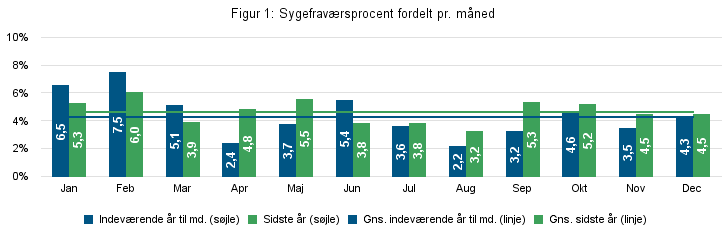 Figur 1: Sygefraværsprocent fordelt pr. måned
10%
8%
6%
4%
2%
0%
6,5 5,3 7,5 6,0 5,1 3,9 2,4 4,8 3,7 5,5 5,4 3,8 3,6 3,8 2,2 3,2 3,2 5,3 4,6 5,2 3,5 4,5 4,3 4,5
Jan Feb Mar Apr Maj Jun Jul Aug Sep Okt Nov Dec
Indeværende år til md. (søjle) Sidste år (søjle) Gns. indeværende år til md. (linje) Gns. sidste år (linje)